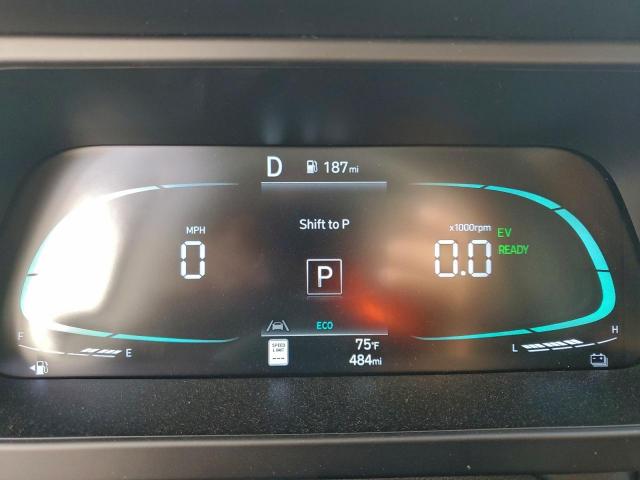 D 187mi
Shift to P
MPH
0
x1000rpm
0.0
EV
READY
P
ECO
F E
SPEED LIMIT
---
75°F
484mi
L H